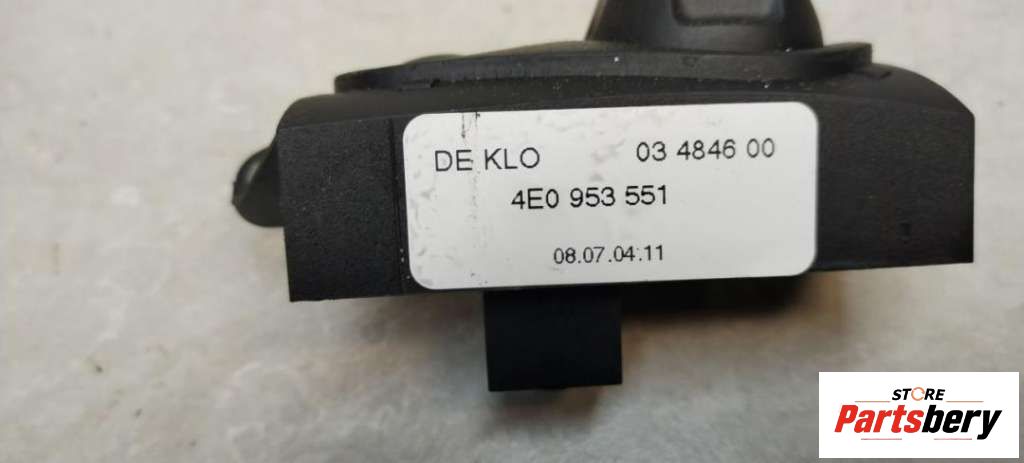 DE KLO 03 4846 00
4E0 953 551
08.07.04:11
STORE
Partsbery